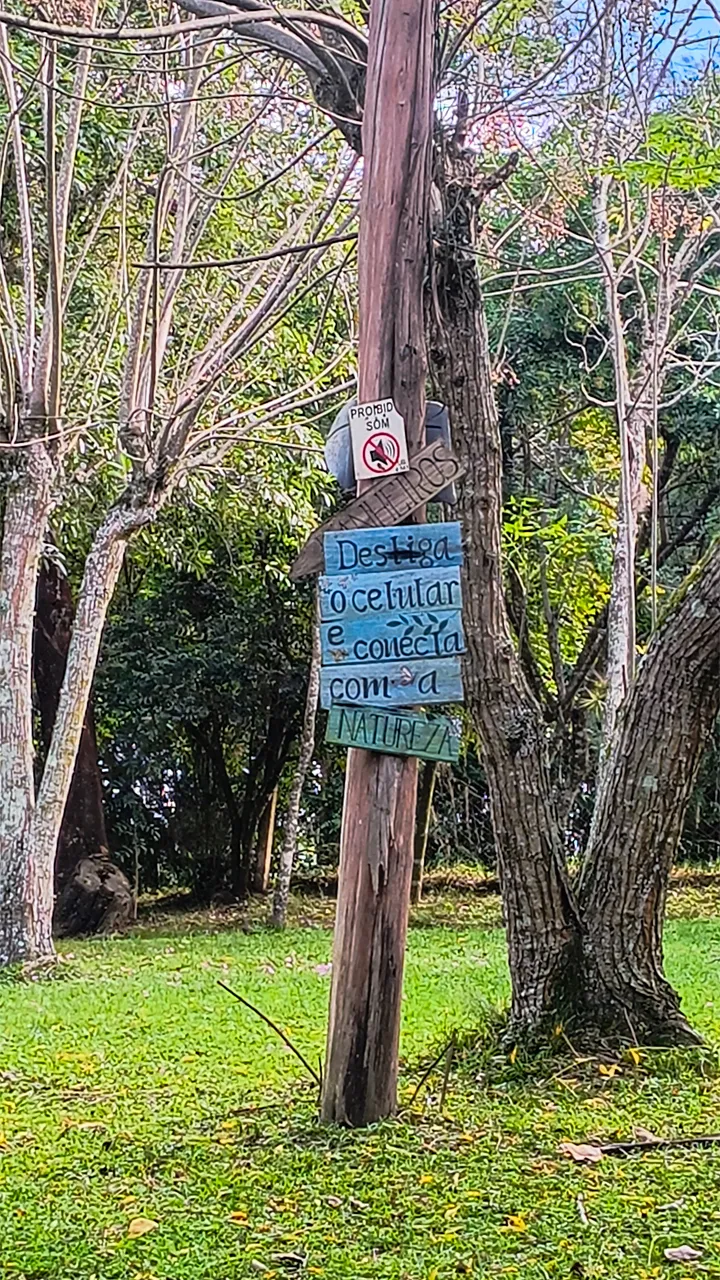 PROIBID
SOM
Desliga
o celular
e conecta
com a
NATUREZA